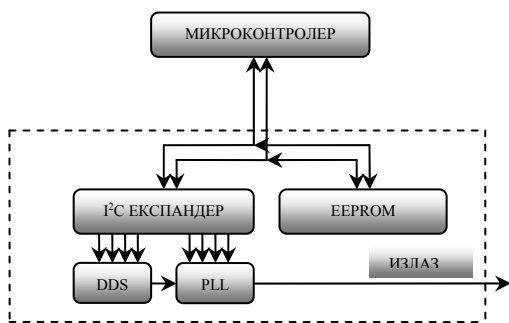 МИКРОКОНТРОЛЕР
I²C ЕКСПАНДЕР
EEPROM
ИЗЛАЗ
DDS
PLL